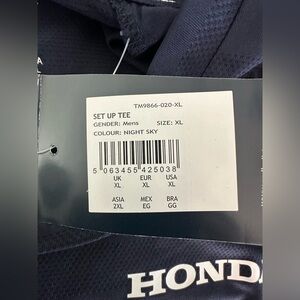 TM9866-020-XL
SET UP TEE
GENDER: Mens SIZE: XL
COLOUR: NIGHT SKY
5 063455 425038
UK EUR USA
XL XL XL
ASIA MEX BRA
2XL EG GG
HONDA